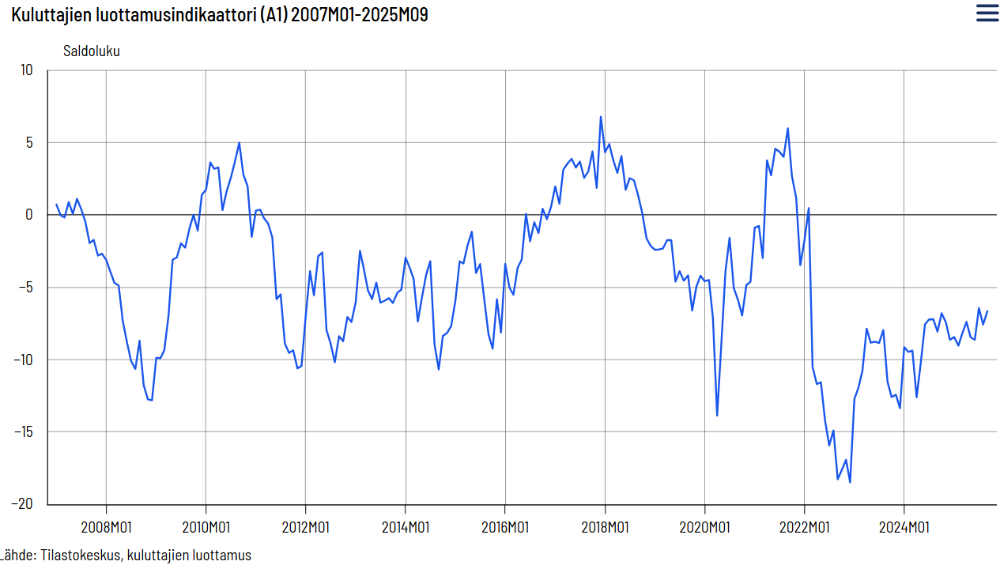 Kuluttajien luottamusindikaattori (A1) 2007M01-2025M09
Saldoluku
10
5
0
−5
−10
−15
−20
2008M01 2010M01 2012M01 2014M01 2016M01 2018M01 2020M01 2022M01 2024M01
Lähde: Tilastokeskus, kuluttajien luottamus